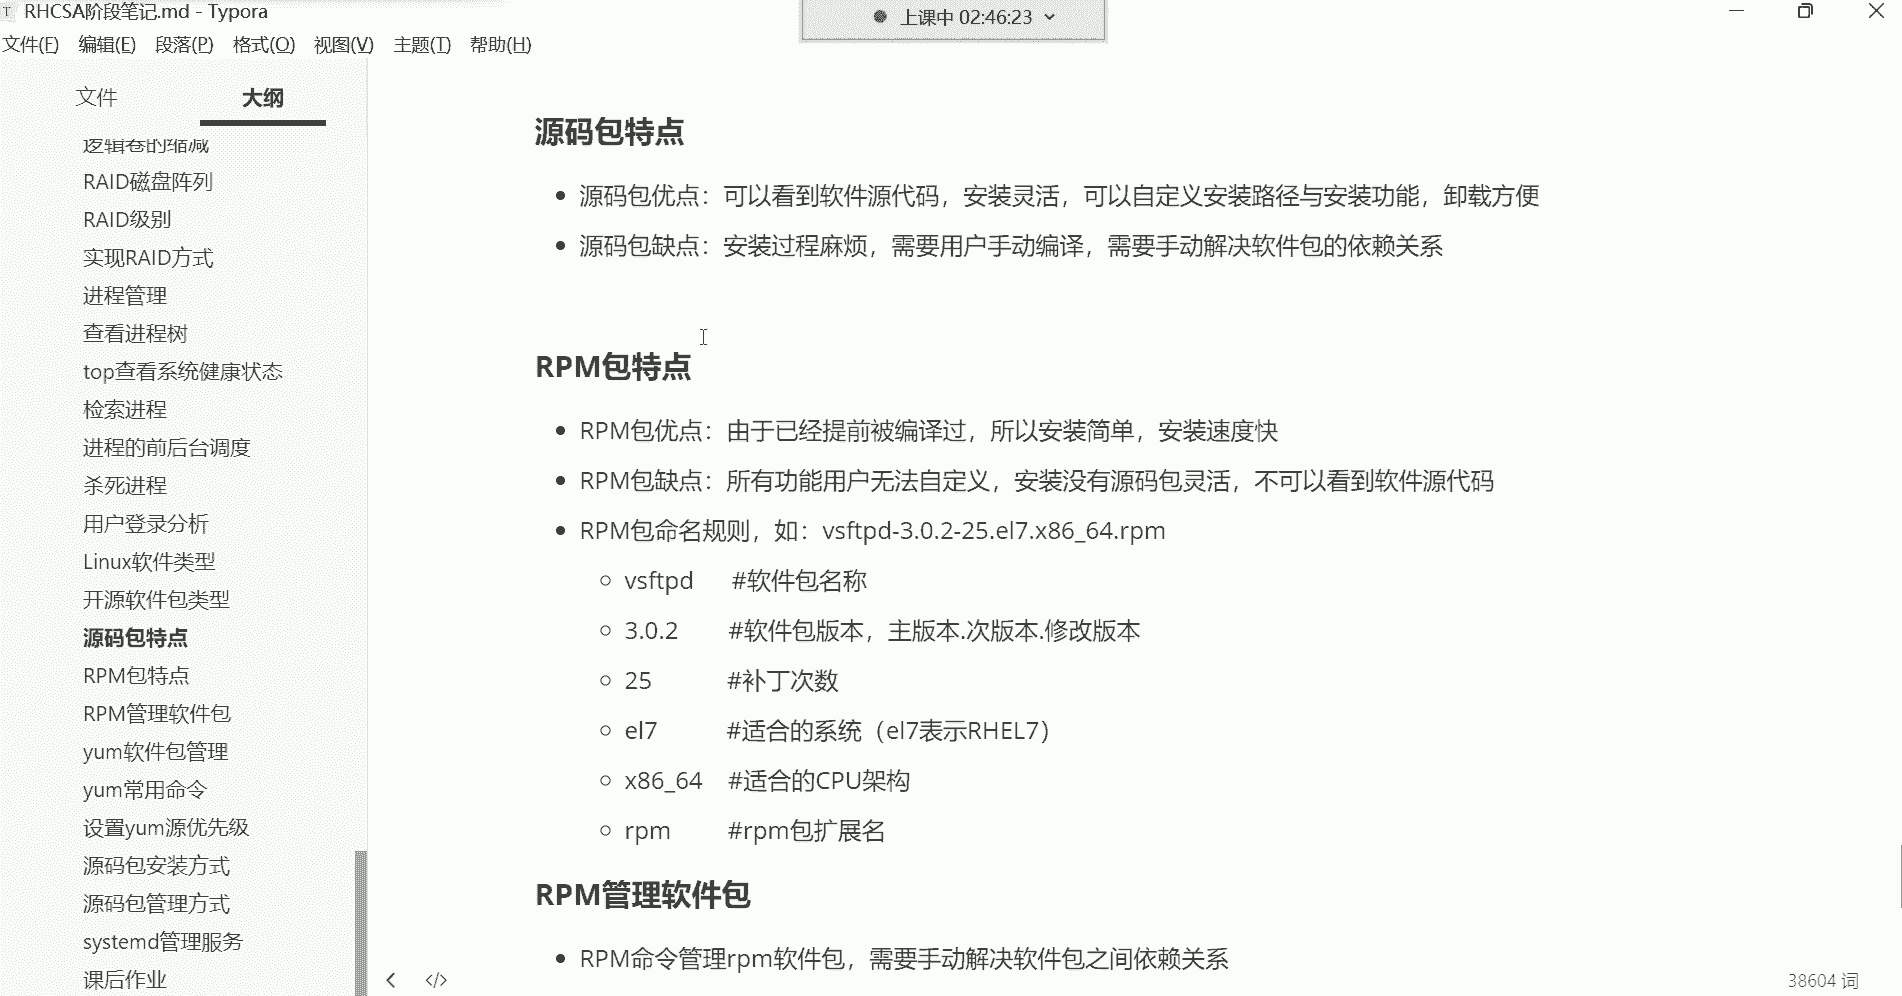 RHCSA阶段笔记.md - Typora
上课中 02:46:23
文件(F) 编辑(E) 段落(P) 格式(O) 视图(V) 主题(T) 帮助(H)
文件 大纲
逻辑卷的缩减
RAID磁盘阵列
RAID级别
实现RAID方式
进程管理
查看进程树
top查看系统健康状态
检索进程
进程的前后台调度
杀死进程
用户登录分析
Linux软件类型
开源软件包类型
源码包特点
RPM包特点
RPM管理软件包
yum软件包管理
yum常用命令
设置yum源优先级
源码包安装方式
源码包管理方式
systemd管理服务
课后作业
源码包特点
源码包优点：可以看到软件源代码，安装灵活，可以自定义安装路径与安装功能，卸载方便
源码包缺点：安装过程麻烦，需要用户手动编译，需要手动解决软件包的依赖关系
RPM包特点
RPM包优点：由于已经提前被编译过，所以安装简单，安装速度快
RPM包缺点：所有功能用户无法自定义，安装没有源码包灵活，不可以看到软件源代码
RPM包命名规则，如：vsftpd-3.0.2-25.el7.x86_64.rpm
vsftpd #软件包名称
3.0.2 #软件包版本，主版本.次版本.修改版本
25 #补丁次数
el7 #适合的系统（el7表示RHEL7）
x86_64 #适合的CPU架构
rpm #rpm包扩展名
RPM管理软件包
RPM命令管理rpm软件包，需要手动解决软件包之间依赖关系
38604 词